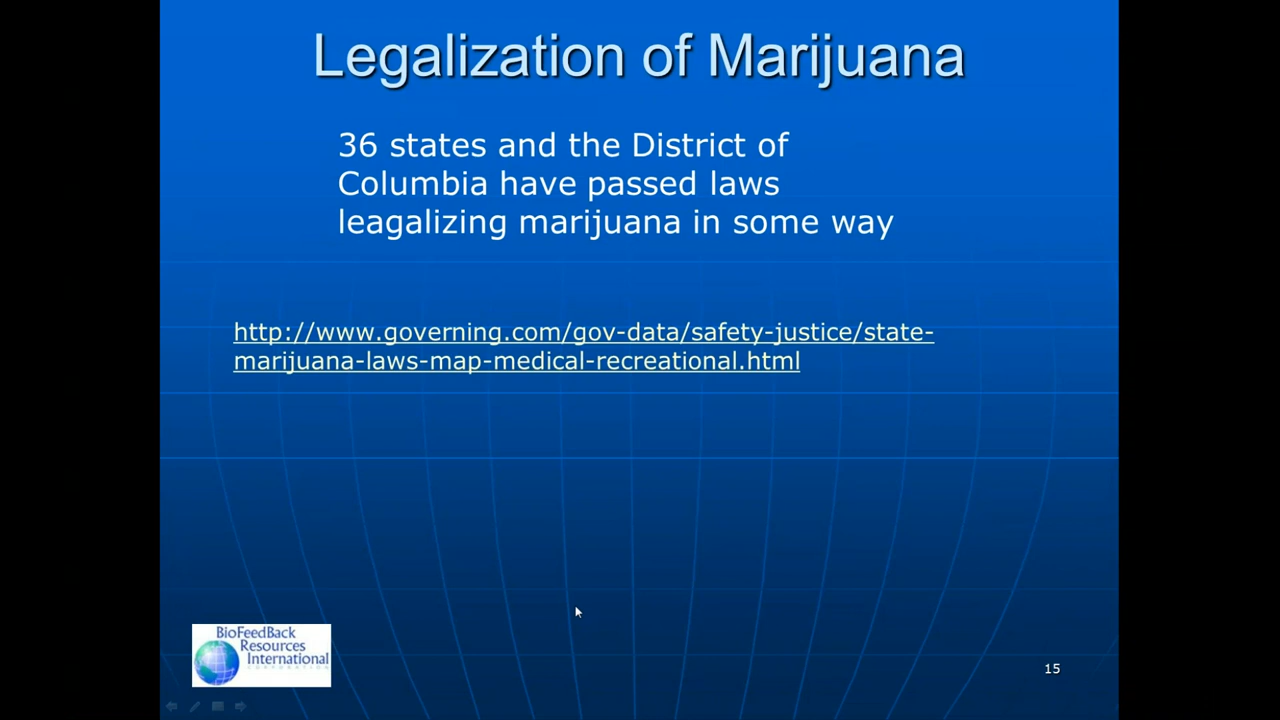 Legalization of Marijuana
36 states and the District of
Columbia have passed laws
leagalizing marijuana in some way
http://www.governing.com/gov-data/safety-justice/state-
marijuana-laws-map-medical-recreational.html
BioFeedBack
Resources
International
CORPORATION
15